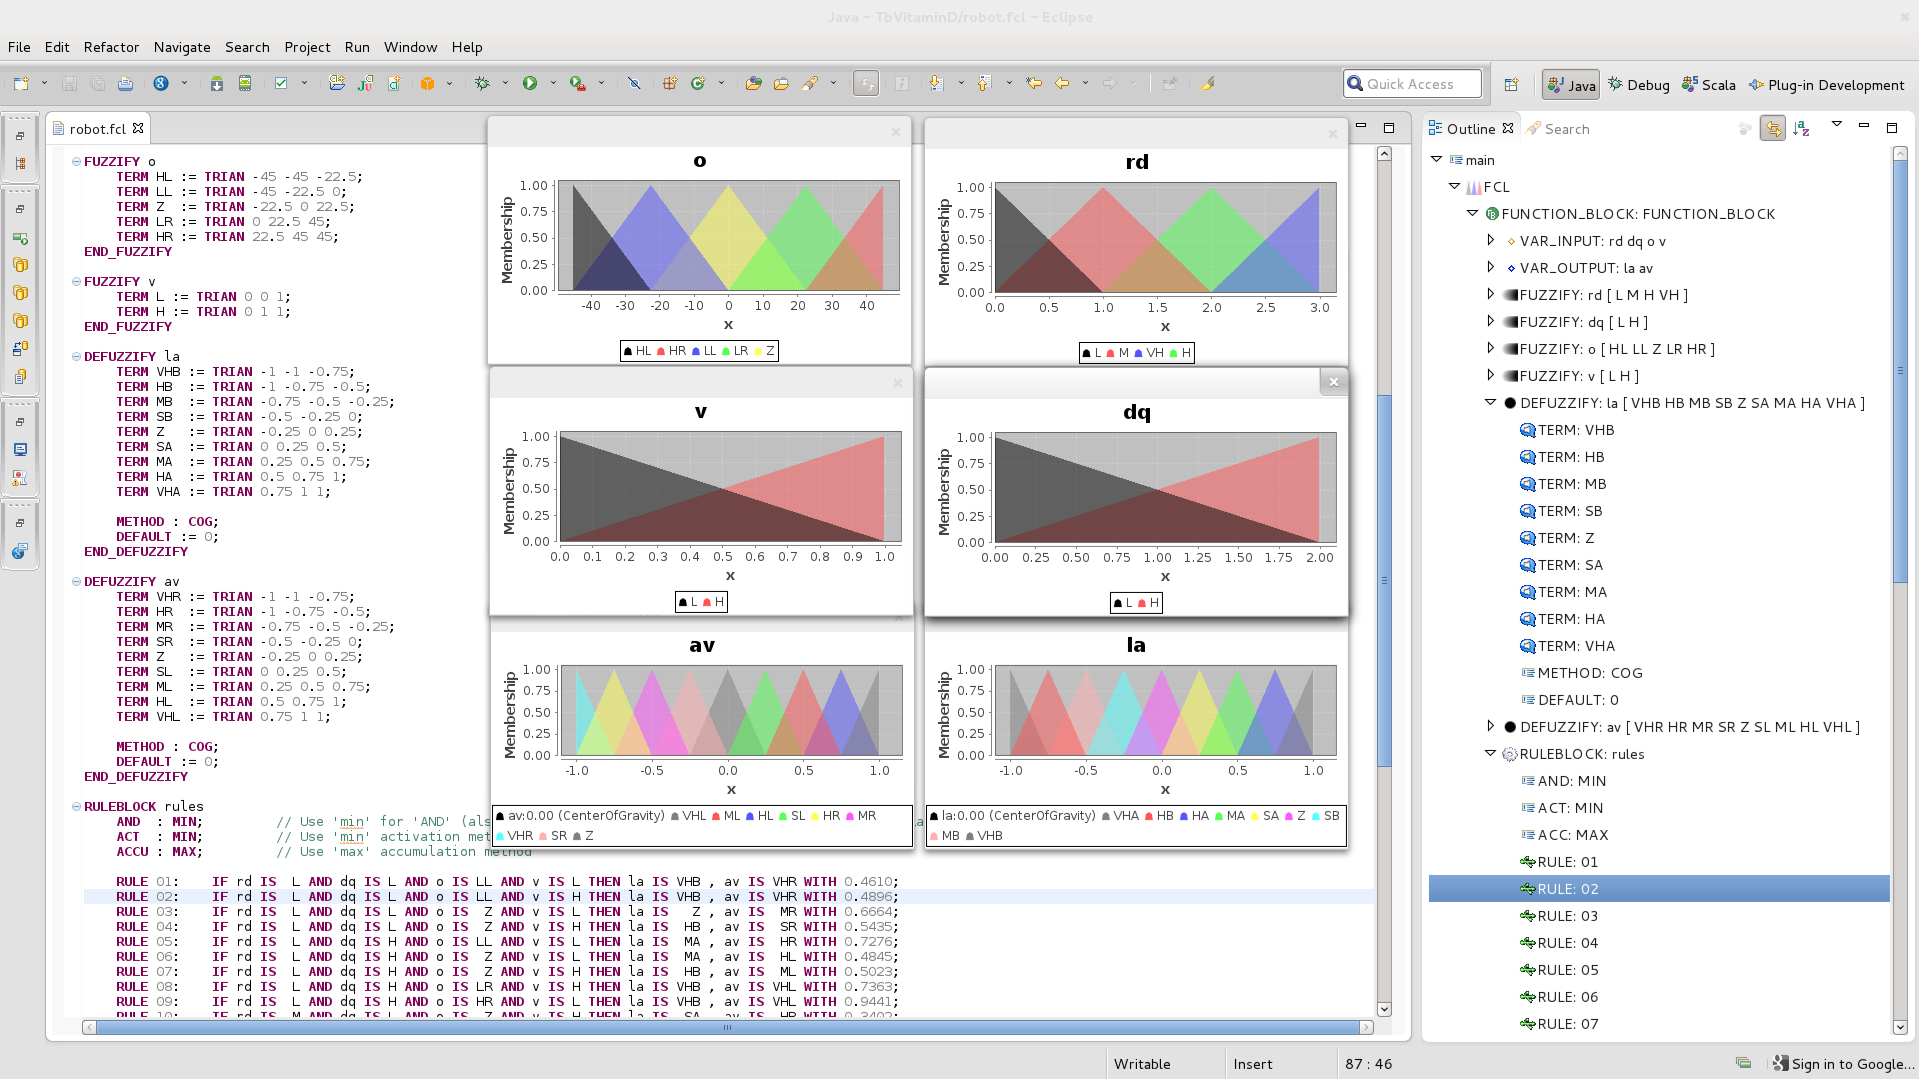 Java – TbVitaminD/robot.fcl – Eclipse
File Edit Refactor Navigate Search Project Run Window Help
Quick Access
Java Debug Scala Plug-in Development
robot.fcl
FUZZIFY o
TERM HL := TRIAN -45 -45 -22.5;
TERM LL := TRIAN -45 -22.5 0;
TERM Z := TRIAN -22.5 0 22.5;
TERM LR := TRIAN 0 22.5 45;
TERM HR := TRIAN 22.5 45 45;
END_FUZZIFY
FUZZIFY v
TERM L := TRIAN 0 0 1;
TERM H := TRIAN 0 1 1;
END_FUZZIFY
DEFUZZIFY la
TERM VHB := TRIAN -1 -1 -0.75;
TERM HB := TRIAN -1 -0.75 -0.5;
TERM MB := TRIAN -0.75 -0.5 -0.25;
TERM SB := TRIAN -0.5 -0.25 0;
TERM Z := TRIAN -0.25 0 0.25;
TERM SA := TRIAN 0 0.25 0.5;
TERM MA := TRIAN 0.25 0.5 0.75;
TERM HA := TRIAN 0.5 0.75 1;
TERM VHA := TRIAN 0.75 1 1;
METHOD : COG;
DEFAULT := 0;
END_DEFUZZIFY
DEFUZZIFY av
TERM VHR := TRIAN -1 -1 -0.75;
TERM HR := TRIAN -1 -0.75 -0.5;
TERM MR := TRIAN -0.75 -0.5 -0.25;
TERM SR := TRIAN -0.5 -0.25 0;
TERM Z := TRIAN -0.25 0 0.25;
TERM SL := TRIAN 0 0.25 0.5;
TERM ML := TRIAN 0.25 0.5 0.75;
TERM HL := TRIAN 0.5 0.75 1;
TERM VHL := TRIAN 0.75 1 1;
METHOD : COG;
DEFAULT := 0;
END_DEFUZZIFY
RULEBLOCK rules
AND : MIN; // Use 'min' for 'AND' (als
ACT : MIN; // Use 'min' activation met
ACCU : MAX; // Use 'max' accumulation method
RULE 01: IF rd IS L AND dq IS L AND o IS LL AND v IS L THEN la IS VHB , av IS VHR WITH 0.4610;
RULE 02: IF rd IS L AND dq IS L AND o IS LL AND v IS H THEN la IS VHB , av IS VHR WITH 0.4896;
RULE 03: IF rd IS L AND dq IS L AND o IS Z AND v IS L THEN la IS Z , av IS MR WITH 0.6664;
RULE 04: IF rd IS L AND dq IS L AND o IS Z AND v IS H THEN la IS HB , av IS SR WITH 0.5435;
RULE 05: IF rd IS L AND dq IS H AND o IS LL AND v IS L THEN la IS MA , av IS HR WITH 0.7276;
RULE 06: IF rd IS L AND dq IS H AND o IS Z AND v IS L THEN la IS MA , av IS HL WITH 0.4845;
RULE 07: IF rd IS L AND dq IS H AND o IS Z AND v IS H THEN la IS HB , av IS ML WITH 0.5023;
RULE 08: IF rd IS L AND dq IS H AND o IS LR AND v IS H THEN la IS VHB , av IS VHL WITH 0.7363;
RULE 09: IF rd IS L AND dq IS H AND o IS HR AND v IS L THEN la IS VHB , av IS VHL WITH 0.9441;
RULE 10: IF rd IS M AND dq IS L AND o IS Z AND v IS H THEN la IS SA , av IS HR WITH 0.3402;
o
Membership
1.00
0.75
0.50
0.25
0.00
-40 -30 -20 -10 0 10 20 30 40
x
HL HR LL LR Z
rd
Membership
1.00
0.75
0.50
0.25
0.00
0.0 0.5 1.0 1.5 2.0 2.5 3.0
x
L M VH H
v
Membership
1.00
0.75
0.50
0.25
0.00
0.0 0.1 0.2 0.3 0.4 0.5 0.6 0.7 0.8 0.9 1.0
x
L H
dq
Membership
1.00
0.75
0.50
0.25
0.00
0.00 0.25 0.50 0.75 1.00 1.25 1.50 1.75 2.00
x
L H
av
Membership
1.00
0.75
0.50
0.25
0.00
-1.0 -0.5 0.0 0.5 1.0
x
av:0.00 (CenterOfGravity) VHL ML HL SL HR MR
VHR SR Z
la
Membership
1.00
0.75
0.50
0.25
0.00
-1.0 -0.5 0.0 0.5 1.0
x
la:0.00 (CenterOfGravity) VHA HB HA MA SA Z SB
MB VHB
Outline Search
main
FCL
FUNCTION_BLOCK: FUNCTION_BLOCK
VAR_INPUT: rd dq o v
VAR_OUTPUT: la av
FUZZIFY: rd [ L M H VH ]
FUZZIFY: dq [ L H ]
FUZZIFY: o [ HL LL Z LR HR ]
FUZZIFY: v [ L H ]
DEFUZZIFY: la [ VHB HB MB SB Z SA MA HA VHA ]
TERM: VHB
TERM: HB
TERM: MB
TERM: SB
TERM: Z
TERM: SA
TERM: MA
TERM: HA
TERM: VHA
METHOD: COG
DEFAULT: 0
DEFUZZIFY: av [ VHR HR MR SR Z SL ML HL VHL ]
RULEBLOCK: rules
AND: MIN
ACT: MIN
ACC: MAX
RULE: 01
RULE: 02
RULE: 03
RULE: 04
RULE: 05
RULE: 06
RULE: 07
Writable Insert 87 : 46 Sign in to Google...